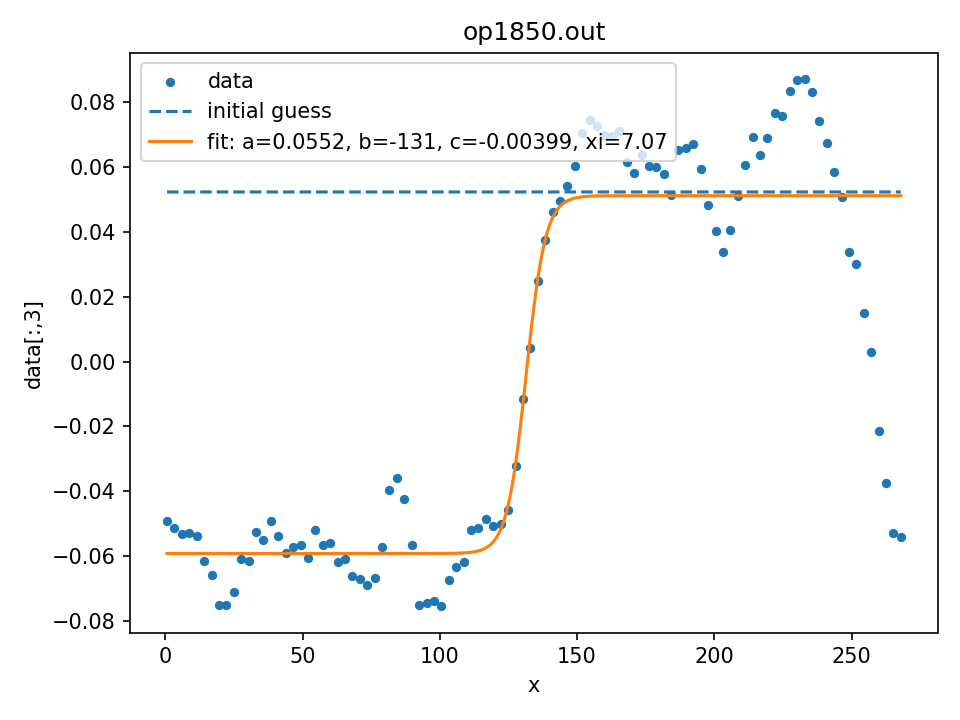 op1850.out
data
initial guess
fit: a=0.0552, b=-131, c=-0.00399, xi=7.07
0.08
0.06
0.04
0.02
0.00
−0.02
−0.04
−0.06
−0.08
data[:,3]
0 50 100 150 200 250
x